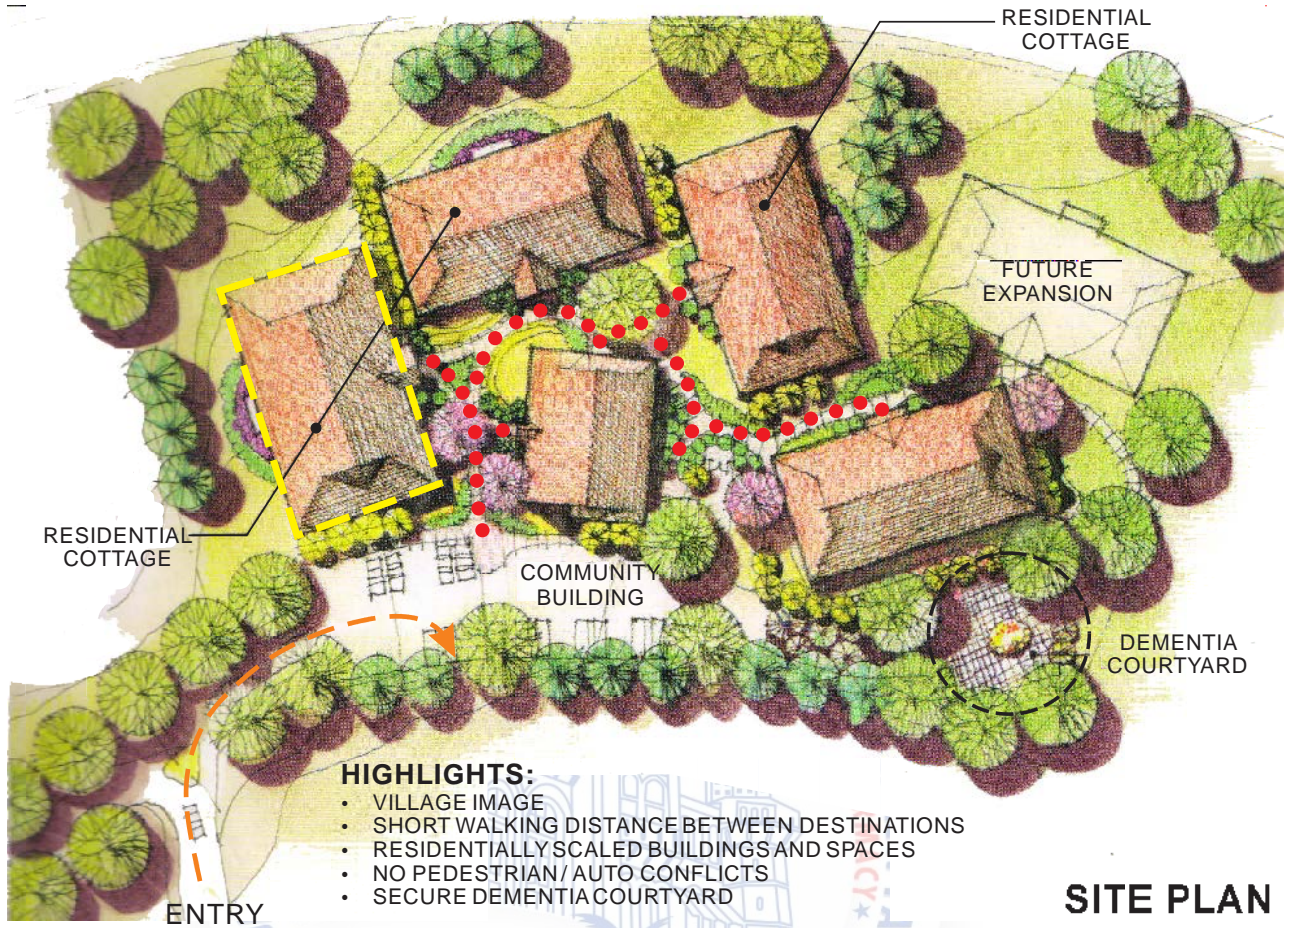 RESIDENTIAL
COTTAGE
FUTURE
EXPANSION
RESIDENTIAL
COTTAGE
COMMUNITY
BUILDING
DEMENTIA
COURTYARD
HIGHLIGHTS:
• VILLAGE IMAGE
• SHORT WALKING DISTANCE BETWEEN DESTINATIONS
• RESIDENTIALLY SCALED BUILDINGS AND SPACES
• NO PEDESTRIAN / AUTO CONFLICTS
• SECURE DEMENTIA COURTYARD
ENTRY
SITE PLAN